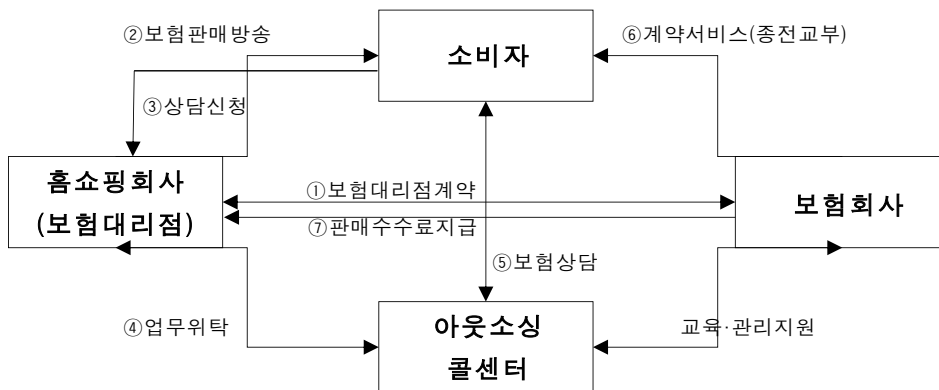 ②보험판매방송
소비자
⑥계약서비스(종전교부)
③상담신청
홈쇼핑회사
(보험대리점)
①보험대리점계약
보험회사
⑦판매수수료지급
⑤보험상담
④업무위탁
아웃소싱
콜센터
교육·관리지원